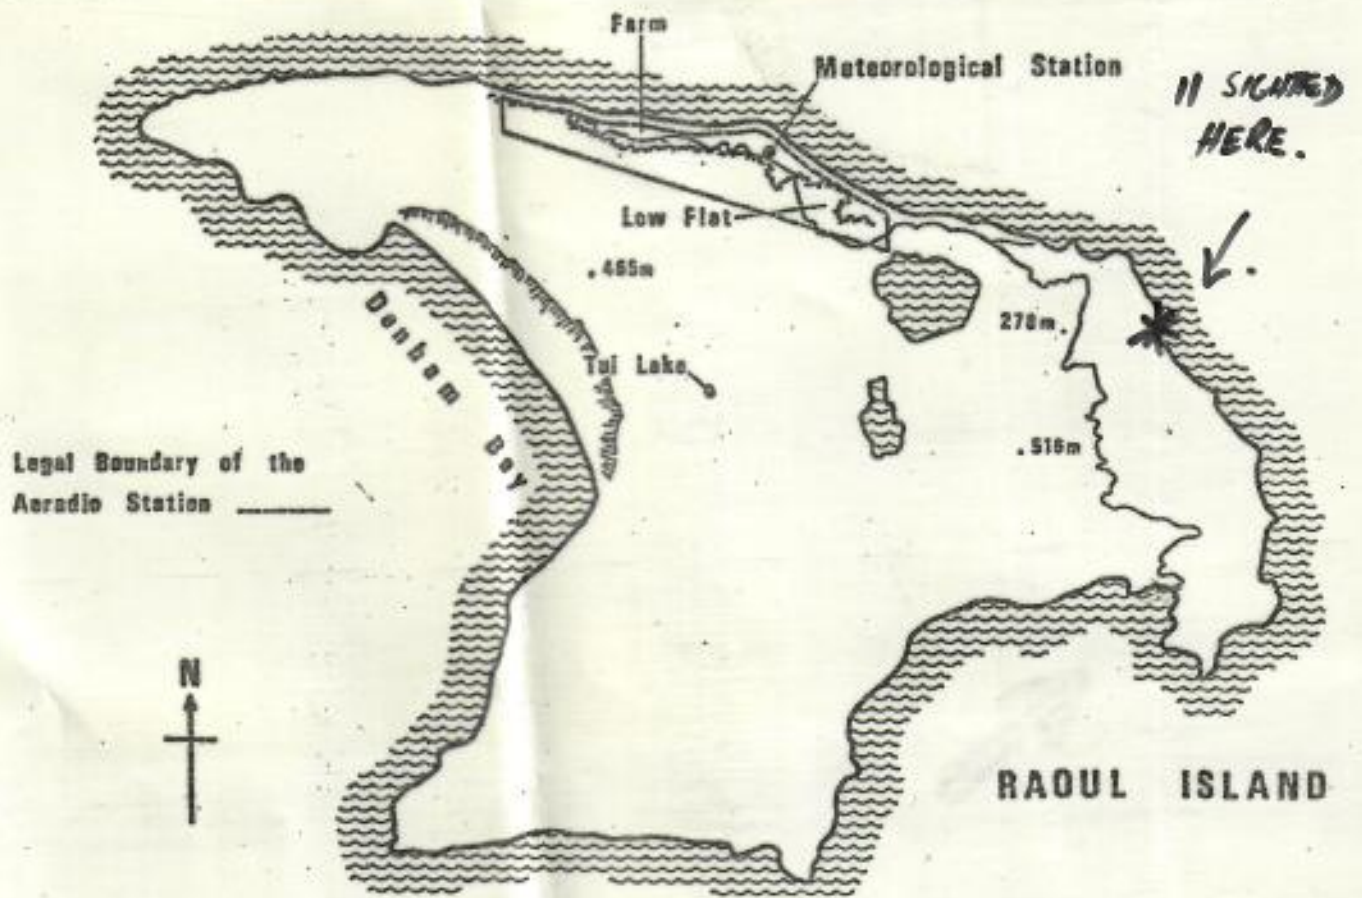 Farm
Meteorological Station
11 SIGHTED
HERE.
Low Flat
.465m
Denham Bay
278m.
Tui Lake
.516m
Legal Boundary of the
Aeradio Station
N
RAOUL ISLAND